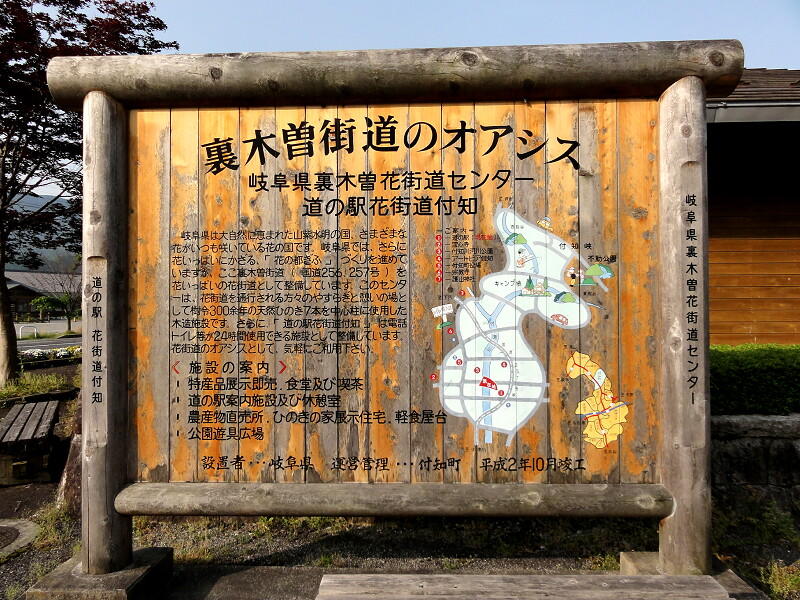 裏木曽街道のオアシス
岐阜県裏木曽花街道センター
道の駅花街道付知
岐阜県は大自然に恵まれた山紫水明の国、さまざまな
花がいつも咲いている花の国です。岐阜県では、さらに
花いっぱいにかざる、「花の都ぎふ」づくりを進めて
いますが、ここ裏木曽街道（国道256、257号）を
花いっぱいの花街道として整備しています。このセンタ
ーは、花街道を通行される方々のやすらぎと憩いの場と
して樹令300余年の天然ひのき7本を中心柱に使用した
木造施設です。さらに、「道の駅花街道付知」は電話
トイレ等が24時間使用できる施設として整備しています。
花街道のオアシスとして、気軽にご利用下さい。
〈施設の案内〉
特産品展示即売、食堂及び喫茶
道の駅案内施設及び休憩室
農産物直売所、ひのきの家展示住宅、軽食屋台
公園遊具広場
設置者…岐阜県 運営管理…付知町 平成2年10月竣工
ご案内
付知峡
不動公園
キャンプ場
道の駅 花街道付知
岐阜県裏木曽花街道センター